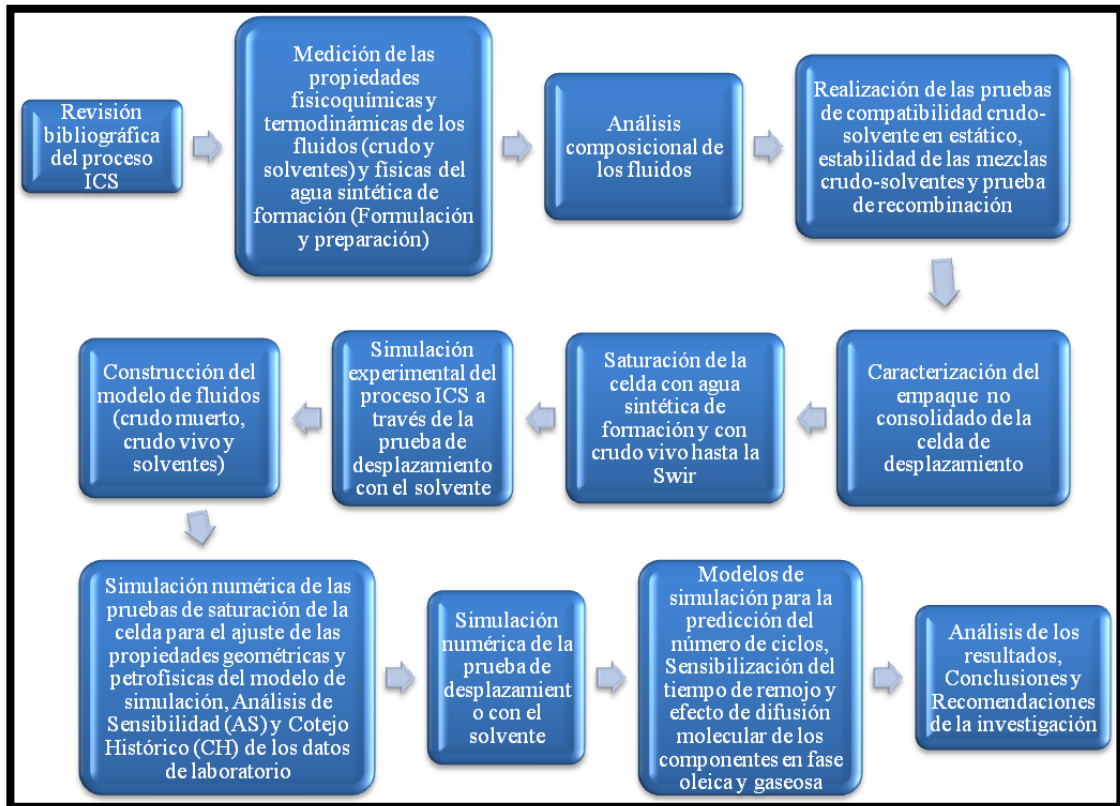 Revisión
bibliográfica
del proceso
ICS
Medición de las
propiedades
fisicoquímicas y
termodinámicas de los
fluidos (crudo y
solventes) y físicas del
agua sintética de
formación (Formulación
y preparación)
Análisis
composicional de
los fluidos
Realización de las pruebas
de compatibilidad crudo-
solvente en estático,
estabilidad de las mezclas
crudo-solventes y prueba
de recombinación
Caracterización del
empaque no
consolidado de la
celda de
desplazamiento
Saturación de la
celda con agua
sintética de
formación y con
crudo vivo hasta la
Swir
Simulación
experimental del
proceso ICS a
través de la
prueba de
desplazamiento
con el solvente
Construcción del
modelo de fluidos
(crudo muerto,
crudo vivo y
solventes)
Simulación numérica de las
pruebas de saturación de la
celda para el ajuste de las
propiedades geométricas y
petrofísicas del modelo de
simulación, Análisis de
Sensibilidad (AS) y Cotejo
Histórico (CH) de los datos
de laboratorio
Simulación
numérica de la
prueba de
desplazamient
o con el
solvente
Modelos de
simulación para la
predicción del
número de ciclos,
Sensibilización del
tiempo de remojo y
efecto de difusión
molecular de los
componentes en fase
oleica y gaseosa
Análisis de los
resultados,
Conclusiones y
Recomendaciones
de la investigación